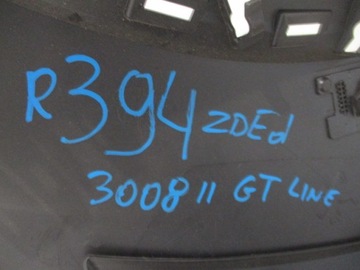 R394 ZDEd
3008 II GT LINE